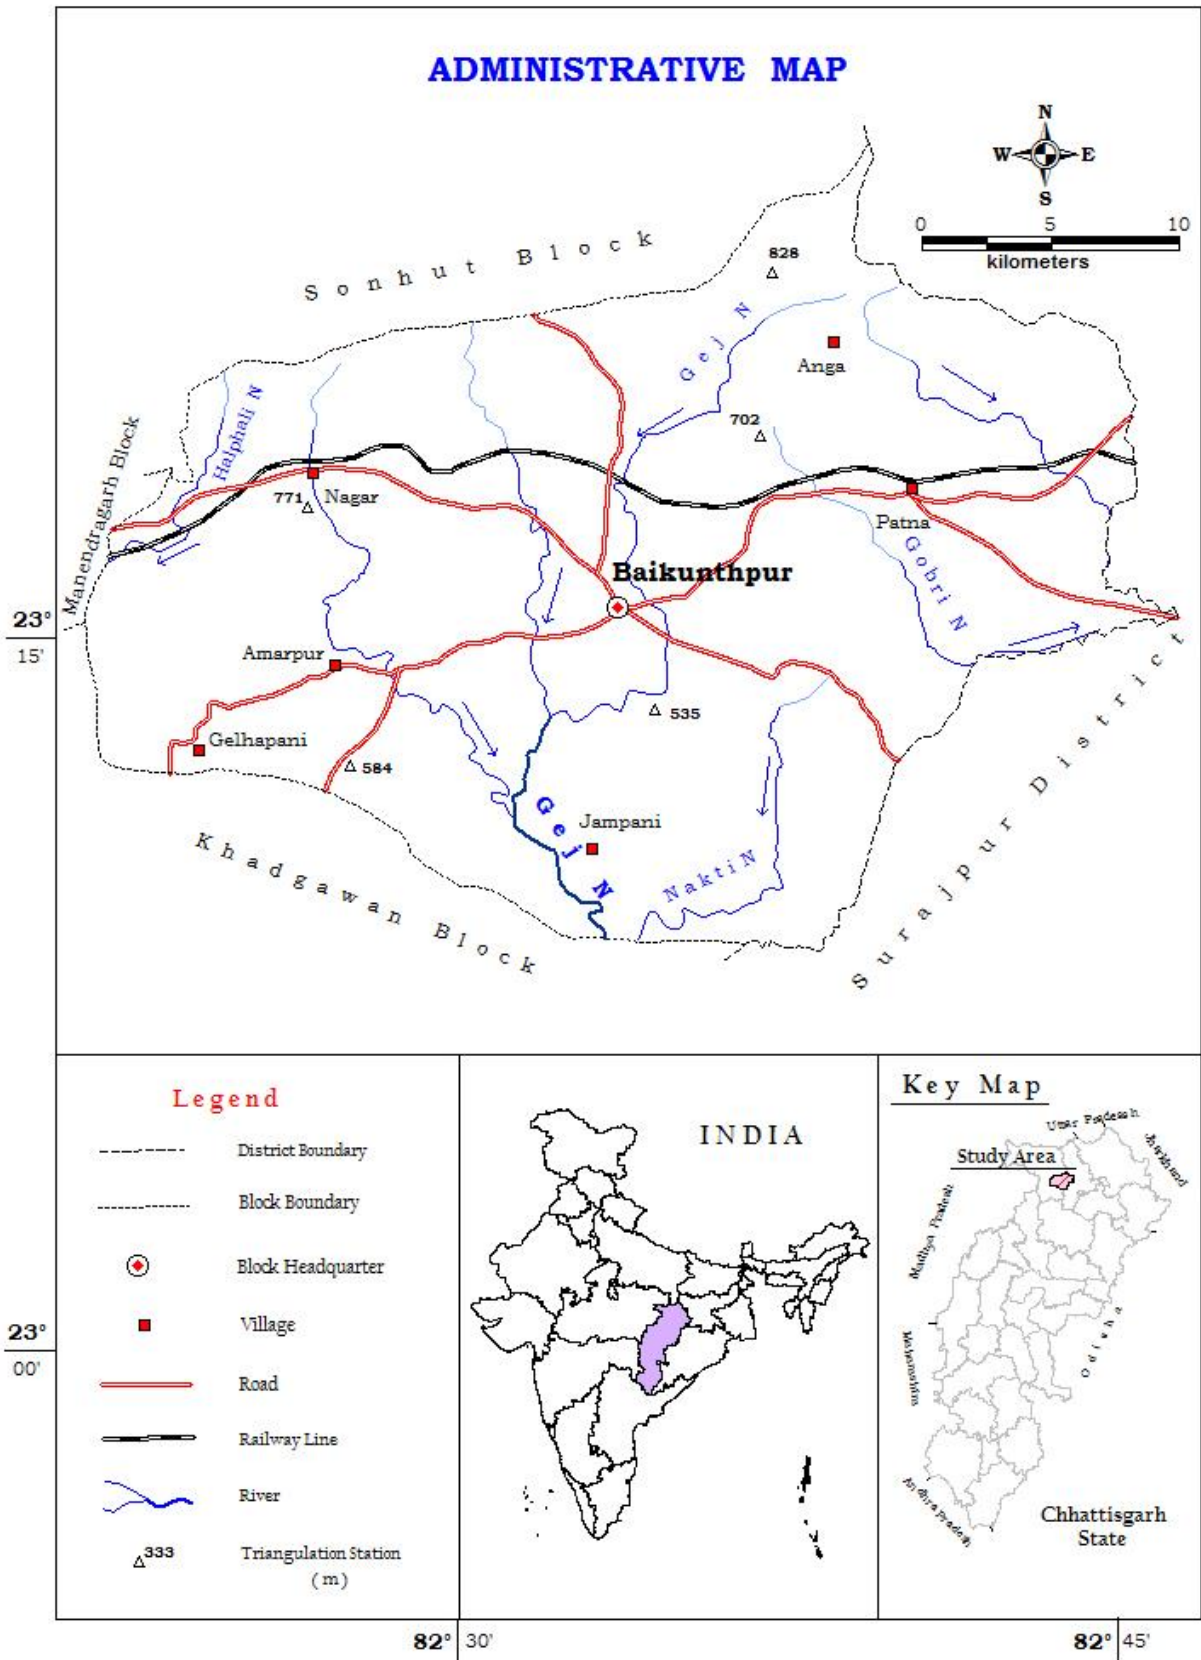 ADMINISTRATIVE MAP
N
W E
S
0 5 10
kilometers
Sonhut Block
828
Gej N
Anga
702
Halphali N
Manendragarh Block
771
Nagar
Patna
Gobri N
Baikunthpur
23°
15'
Amarpur
535
Gelhapani
584
Gej N
Jampani
Nakti N
Khadgawan Block
Surajpur District
Legend
District Boundary
Block Boundary
Block Headquarter
Village
Road
Railway Line
River
333 Triangulation Station
( m )
INDIA
Key Map
Uttar Pradesh
Jharkhand
Study Area
Madhya Pradesh
Odisha
Maharashtra
Andhra Pradesh
Chhattisgarh
State
23°
00'
82° 30'
82° 45'